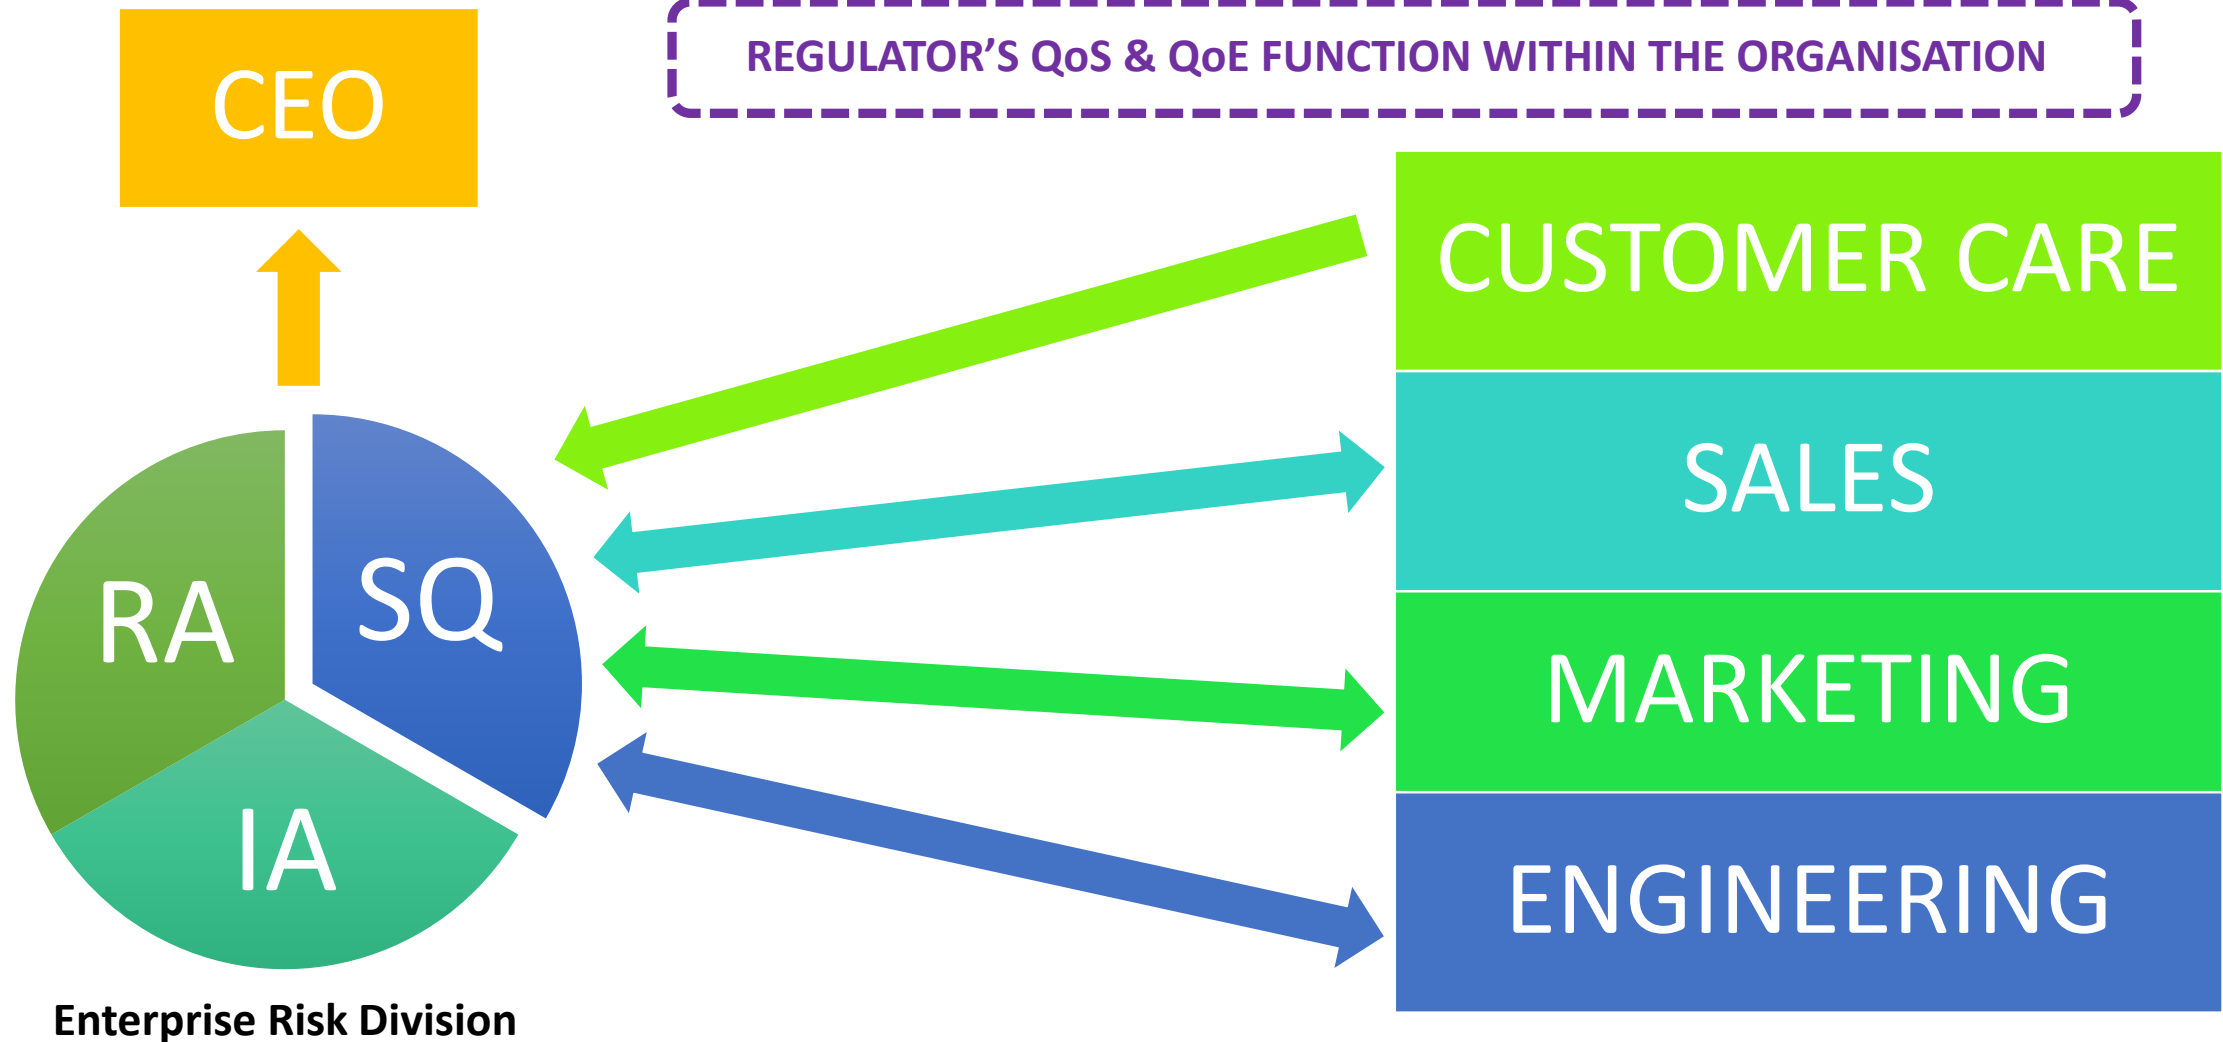 CEO
REGULATOR’S QoS & QoE FUNCTION WITHIN THE ORGANISATION
CUSTOMER CARE
SALES
MARKETING
ENGINEERING
RA
SQ
IA
Enterprise Risk Division